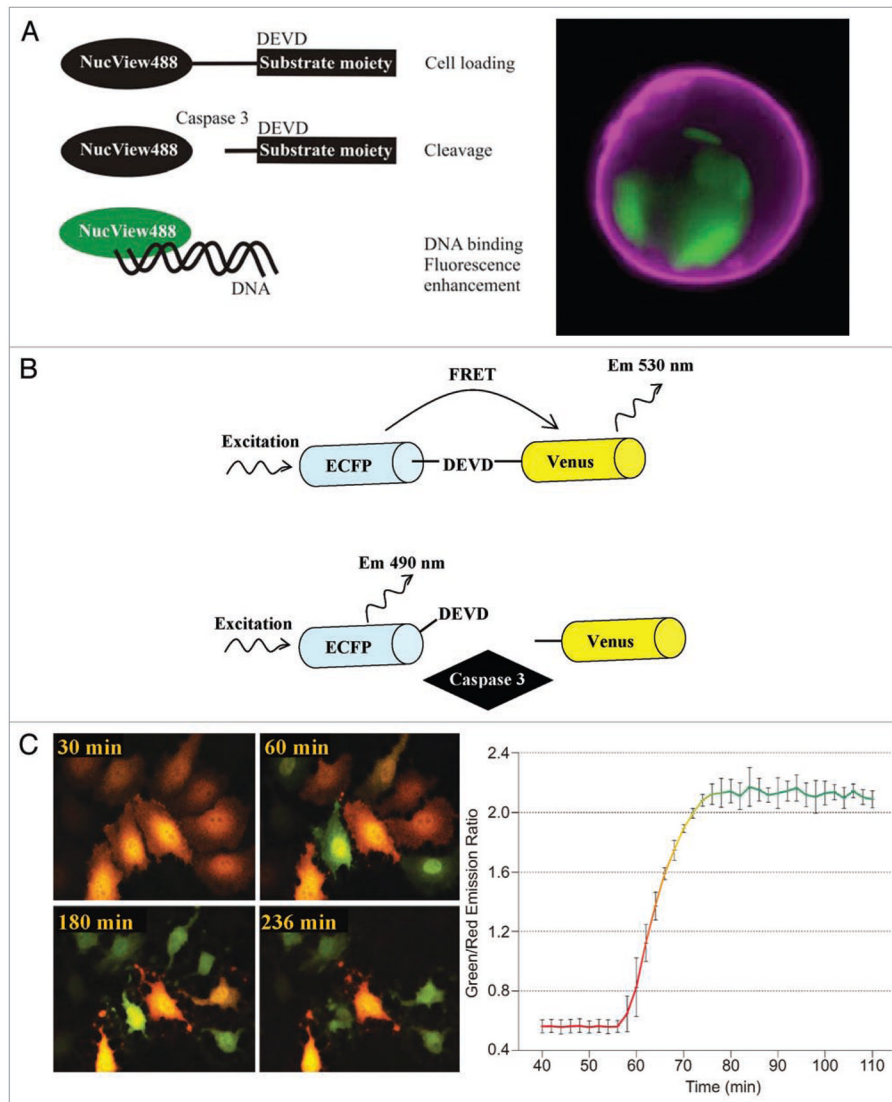 A
DEVD
NucView488
Substrate moiety
Cell loading
Caspase 3
DEVD
NucView488
Substrate moiety
Cleavage
NucView488
DNA
DNA binding
Fluorescence
enhancement
B
FRET
Em 530 nm
Excitation
ECFP
DEVD
Venus
Em 490 nm
DEVD
Excitation
ECFP
Venus
Caspase 3
C
30 min
60 min
180 min
236 min
Green/Red Emission Ratio
2.4
2.0
1.6
1.2
0.8
0.4
40 50 60 70 80 90 100 110
Time (min)